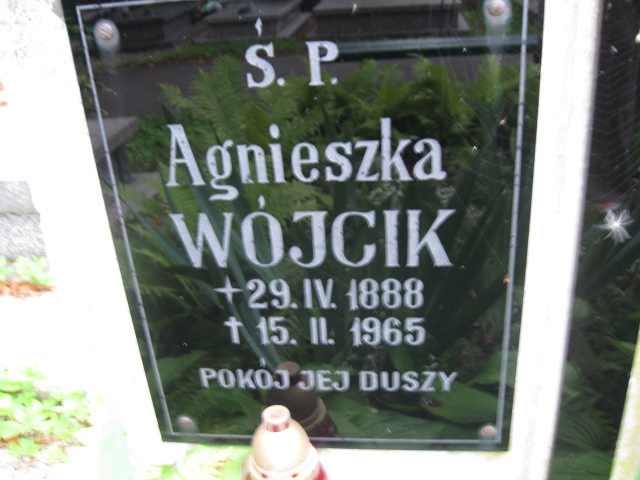 Ś. P.
Agnieszka
WÓJCIK
+29. IV. 1888
†15. II. 1965
POKÓJ JEJ DUSZY